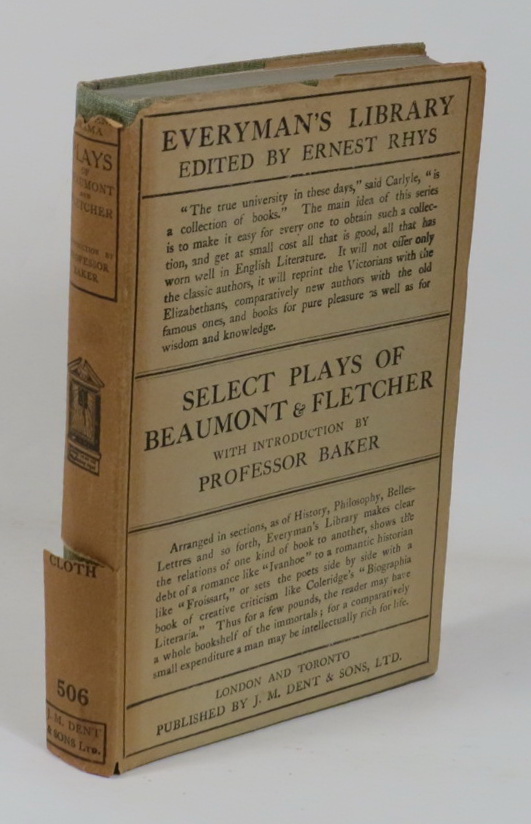 EVERYMAN'S LIBRARY
EDITED BY ERNEST RHYS
"The true university in these days," said Carlyle, "is
a collection of books." The main idea of this series
is to make it easy for every one to obtain such a collec-
tion, and get at small cost all that is good, all that has
worn well in English Literature. It will not offer only
the classic authors, it will reprint the Victorians with the
Elizabethans, comparatively new authors with the old
famous ones, and books for pure pleasure as well as for
wisdom and knowledge.
SELECT PLAYS OF
BEAUMONT & FLETCHER
WITH INTRODUCTION BY
PROFESSOR BAKER
Arranged in sections, as of History, Philosophy, Belles-
Lettres and so forth, Everyman's Library makes clear
the relations of one kind of book to another, shows the
debt of a romance like "Ivanhoe" to a romantic historian
like "Froissart," or sets the poets side by side with a
book of creative criticism like Coleridge's "Biographia
Literaria." Thus for a few pounds, the reader may have
a whole bookshelf of the immortals; for a comparatively
small expenditure a man may be intellectually rich for life.
LONDON AND TORONTO
PUBLISHED BY J. M. DENT & SONS, LTD.
MA
PLAYS
OF
BEAUMONT
FLETCHER
PROFESSOR
BAKER
CLOTH
506
J. M. DENT
& SONS LTD.